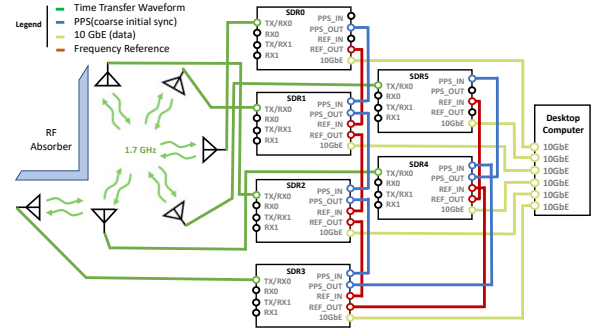 Legend
Time Transfer Waveform
PPS(coarse initial sync)
10 GbE (data)
Frequency Reference
RF
Absorber
1.7 GHz
SDR0
TX/RX0
RX0
TX/RX1
RX1
PPS_IN
PPS_OUT
REF_IN
REF_OUT
10GbE
SDR1
TX/RX0
RX0
TX/RX1
RX1
PPS_IN
PPS_OUT
REF_IN
REF_OUT
10GbE
SDR2
TX/RX0
RX0
TX/RX1
RX1
PPS_IN
PPS_OUT
REF_IN
REF_OUT
10GbE
SDR3
TX/RX0
RX0
TX/RX1
RX1
PPS_IN
PPS_OUT
REF_IN
REF_OUT
10GbE
SDR5
TX/RX0
RX0
TX/RX1
RX1
PPS_IN
PPS_OUT
REF_IN
REF_OUT
10GbE
SDR4
TX/RX0
RX0
TX/RX1
RX1
PPS_IN
PPS_OUT
REF_IN
REF_OUT
10GbE
Desktop
Computer
10GbE
10GbE
10GbE
10GbE
10GbE
10GbE